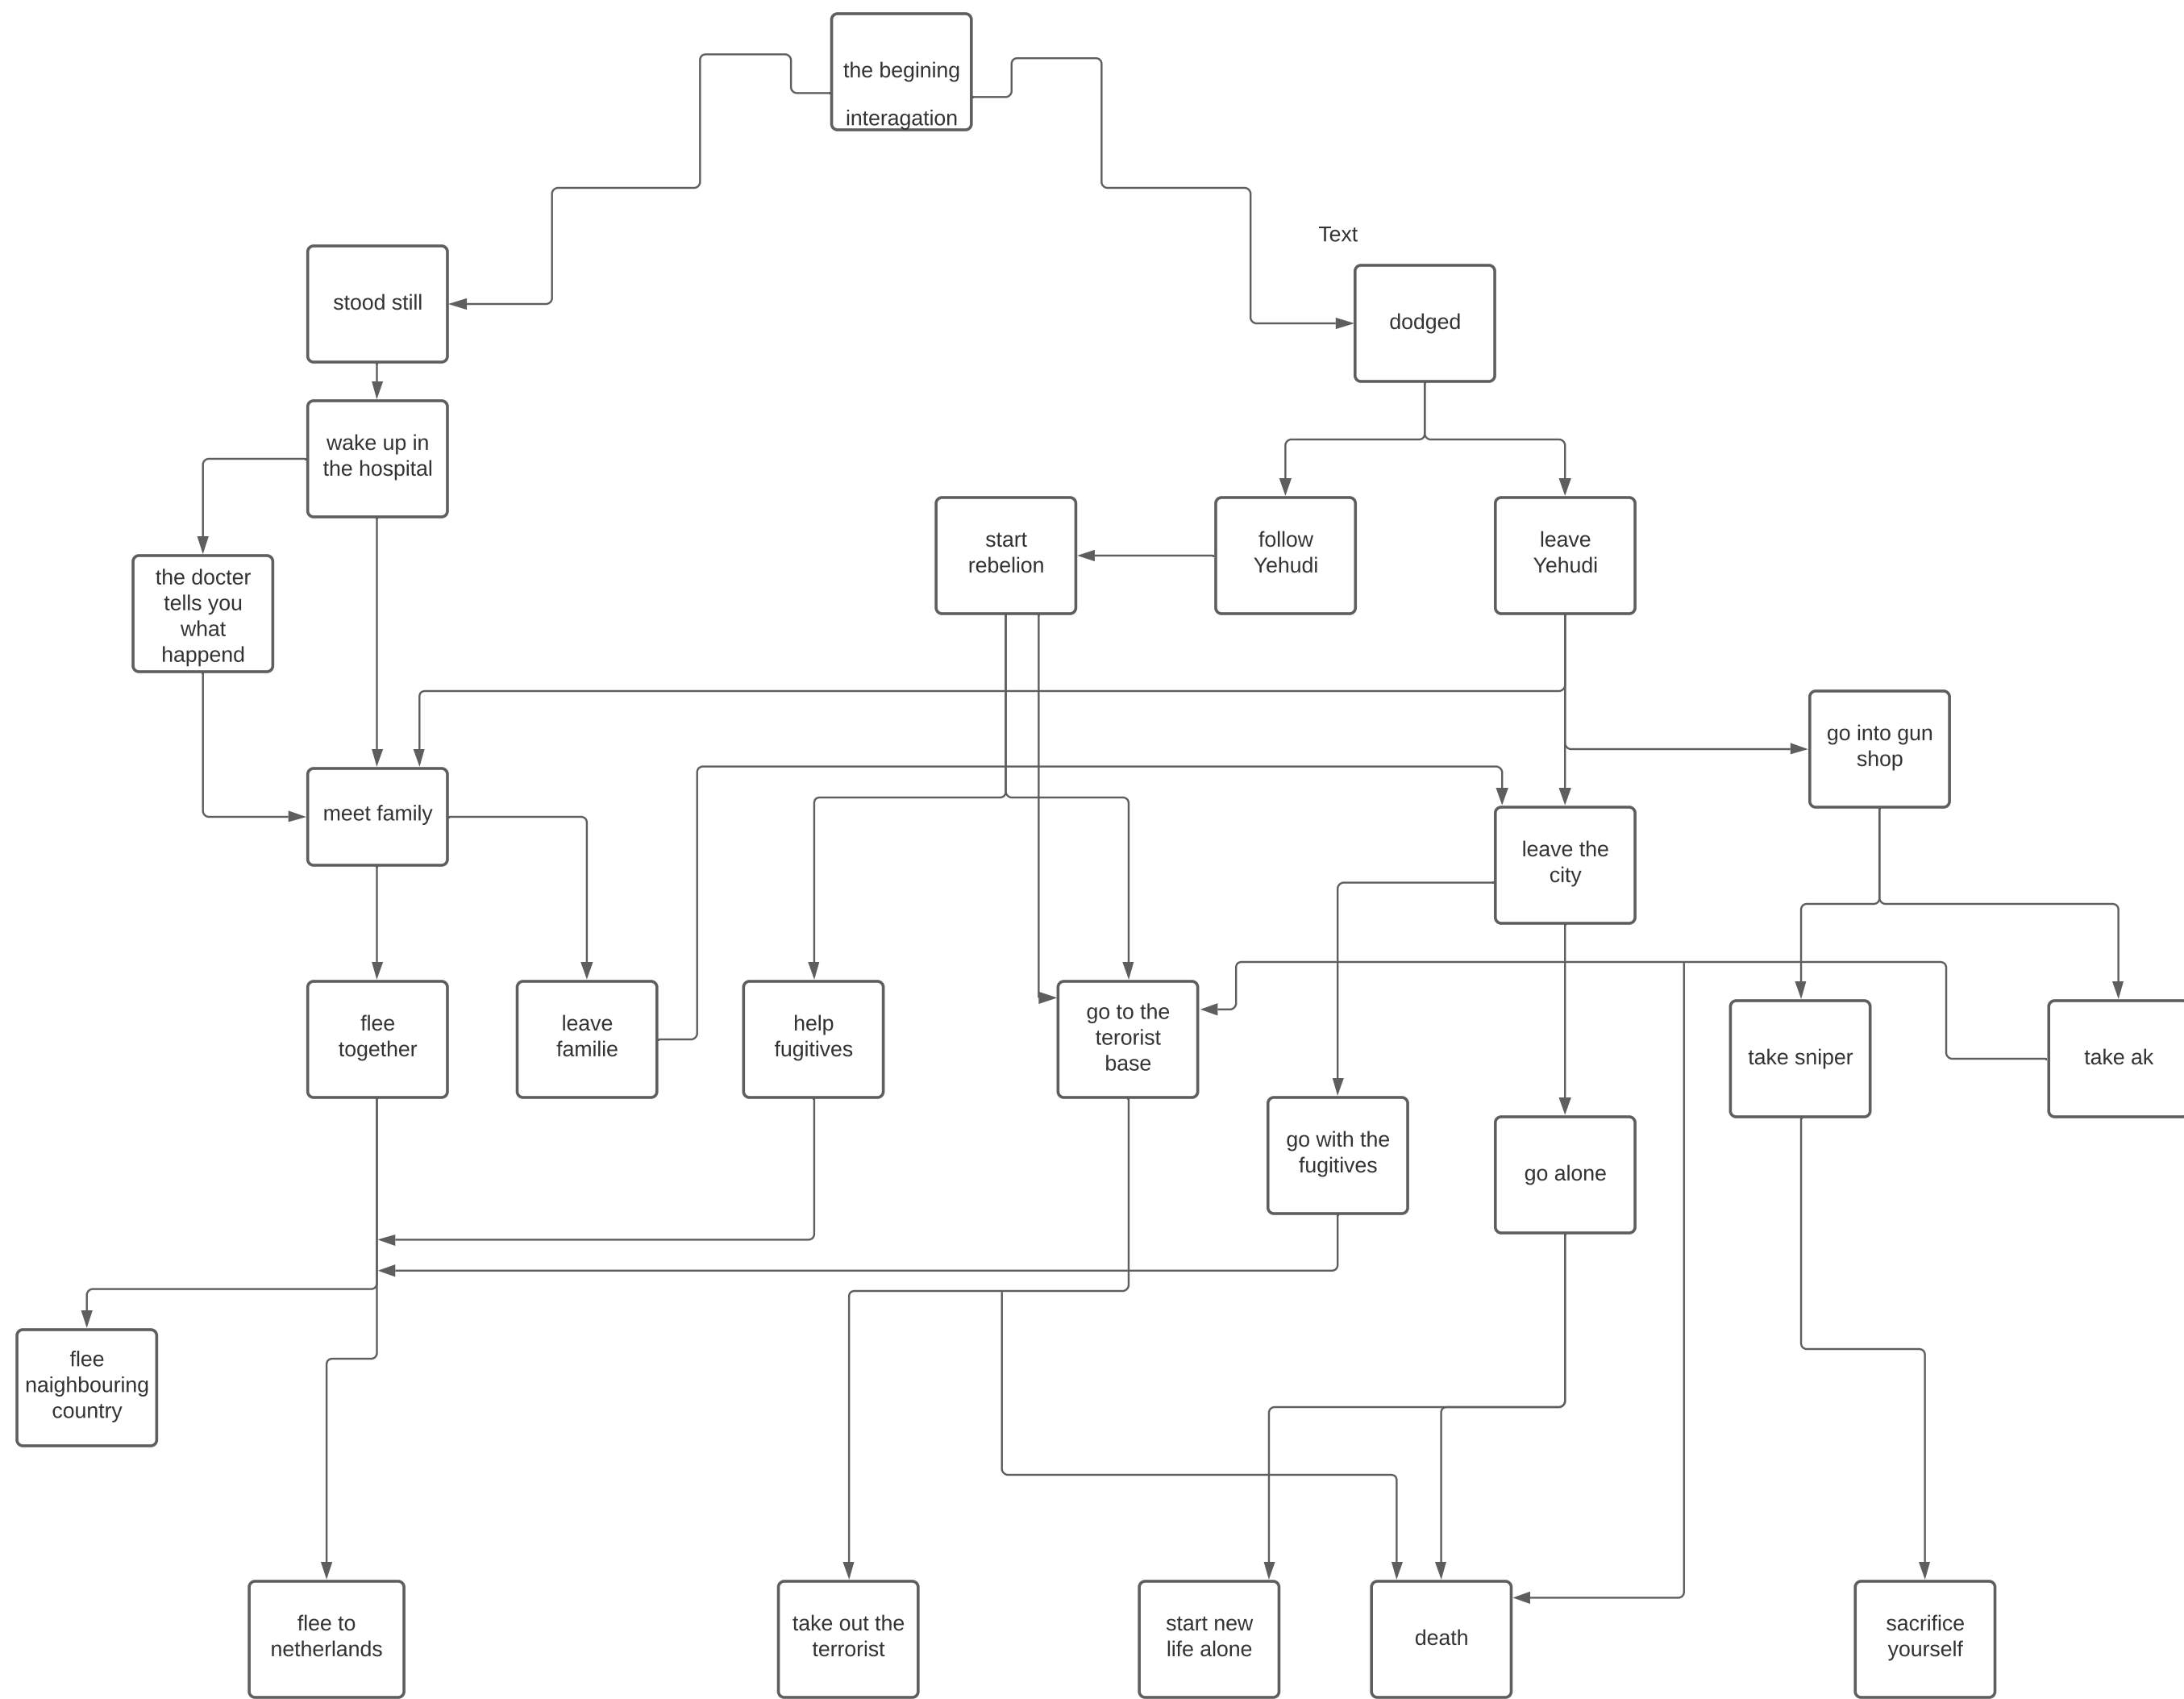 the begining
interagation
Text
stood still
dodged
wake up in
the hospital
start
rebelion
follow
Yehudi
leave
Yehudi
the docter
tells you
what
happend
go into gun
shop
meet family
leave the
city
flee
together
leave
familie
help
fugitives
go to the
terorist
base
take sniper
take ak
go with the
fugitives
go alone
flee
naighbouring
country
flee to
netherlands
take out the
terrorist
start new
life alone
death
sacrifice
yourself